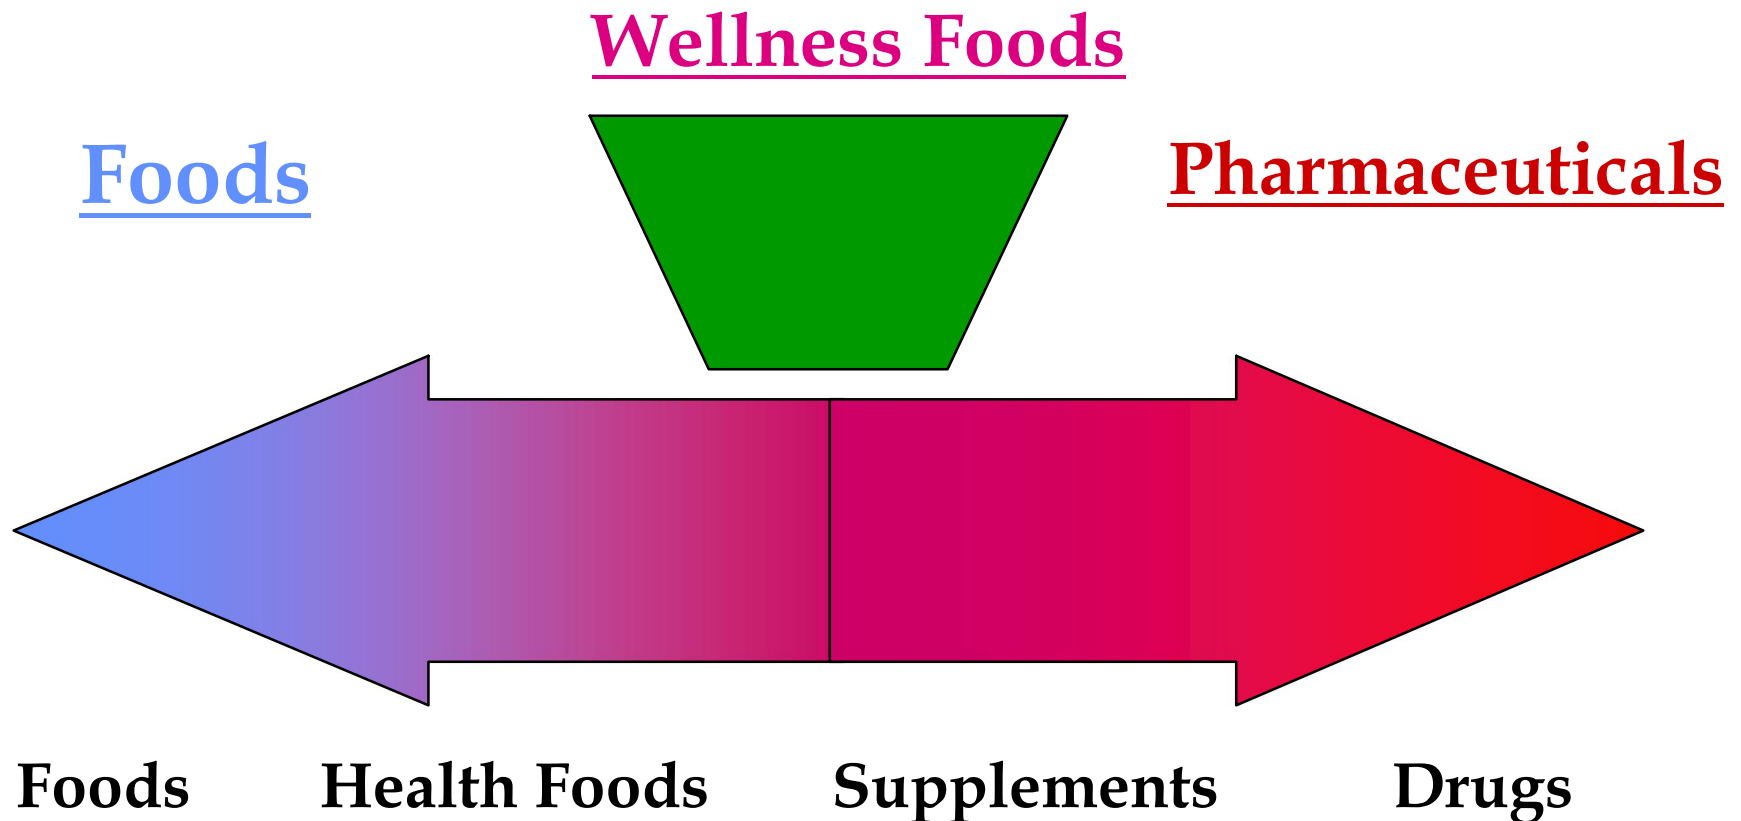 Wellness Foods
Foods
Pharmaceuticals
Foods
Health Foods
Supplements
Drugs